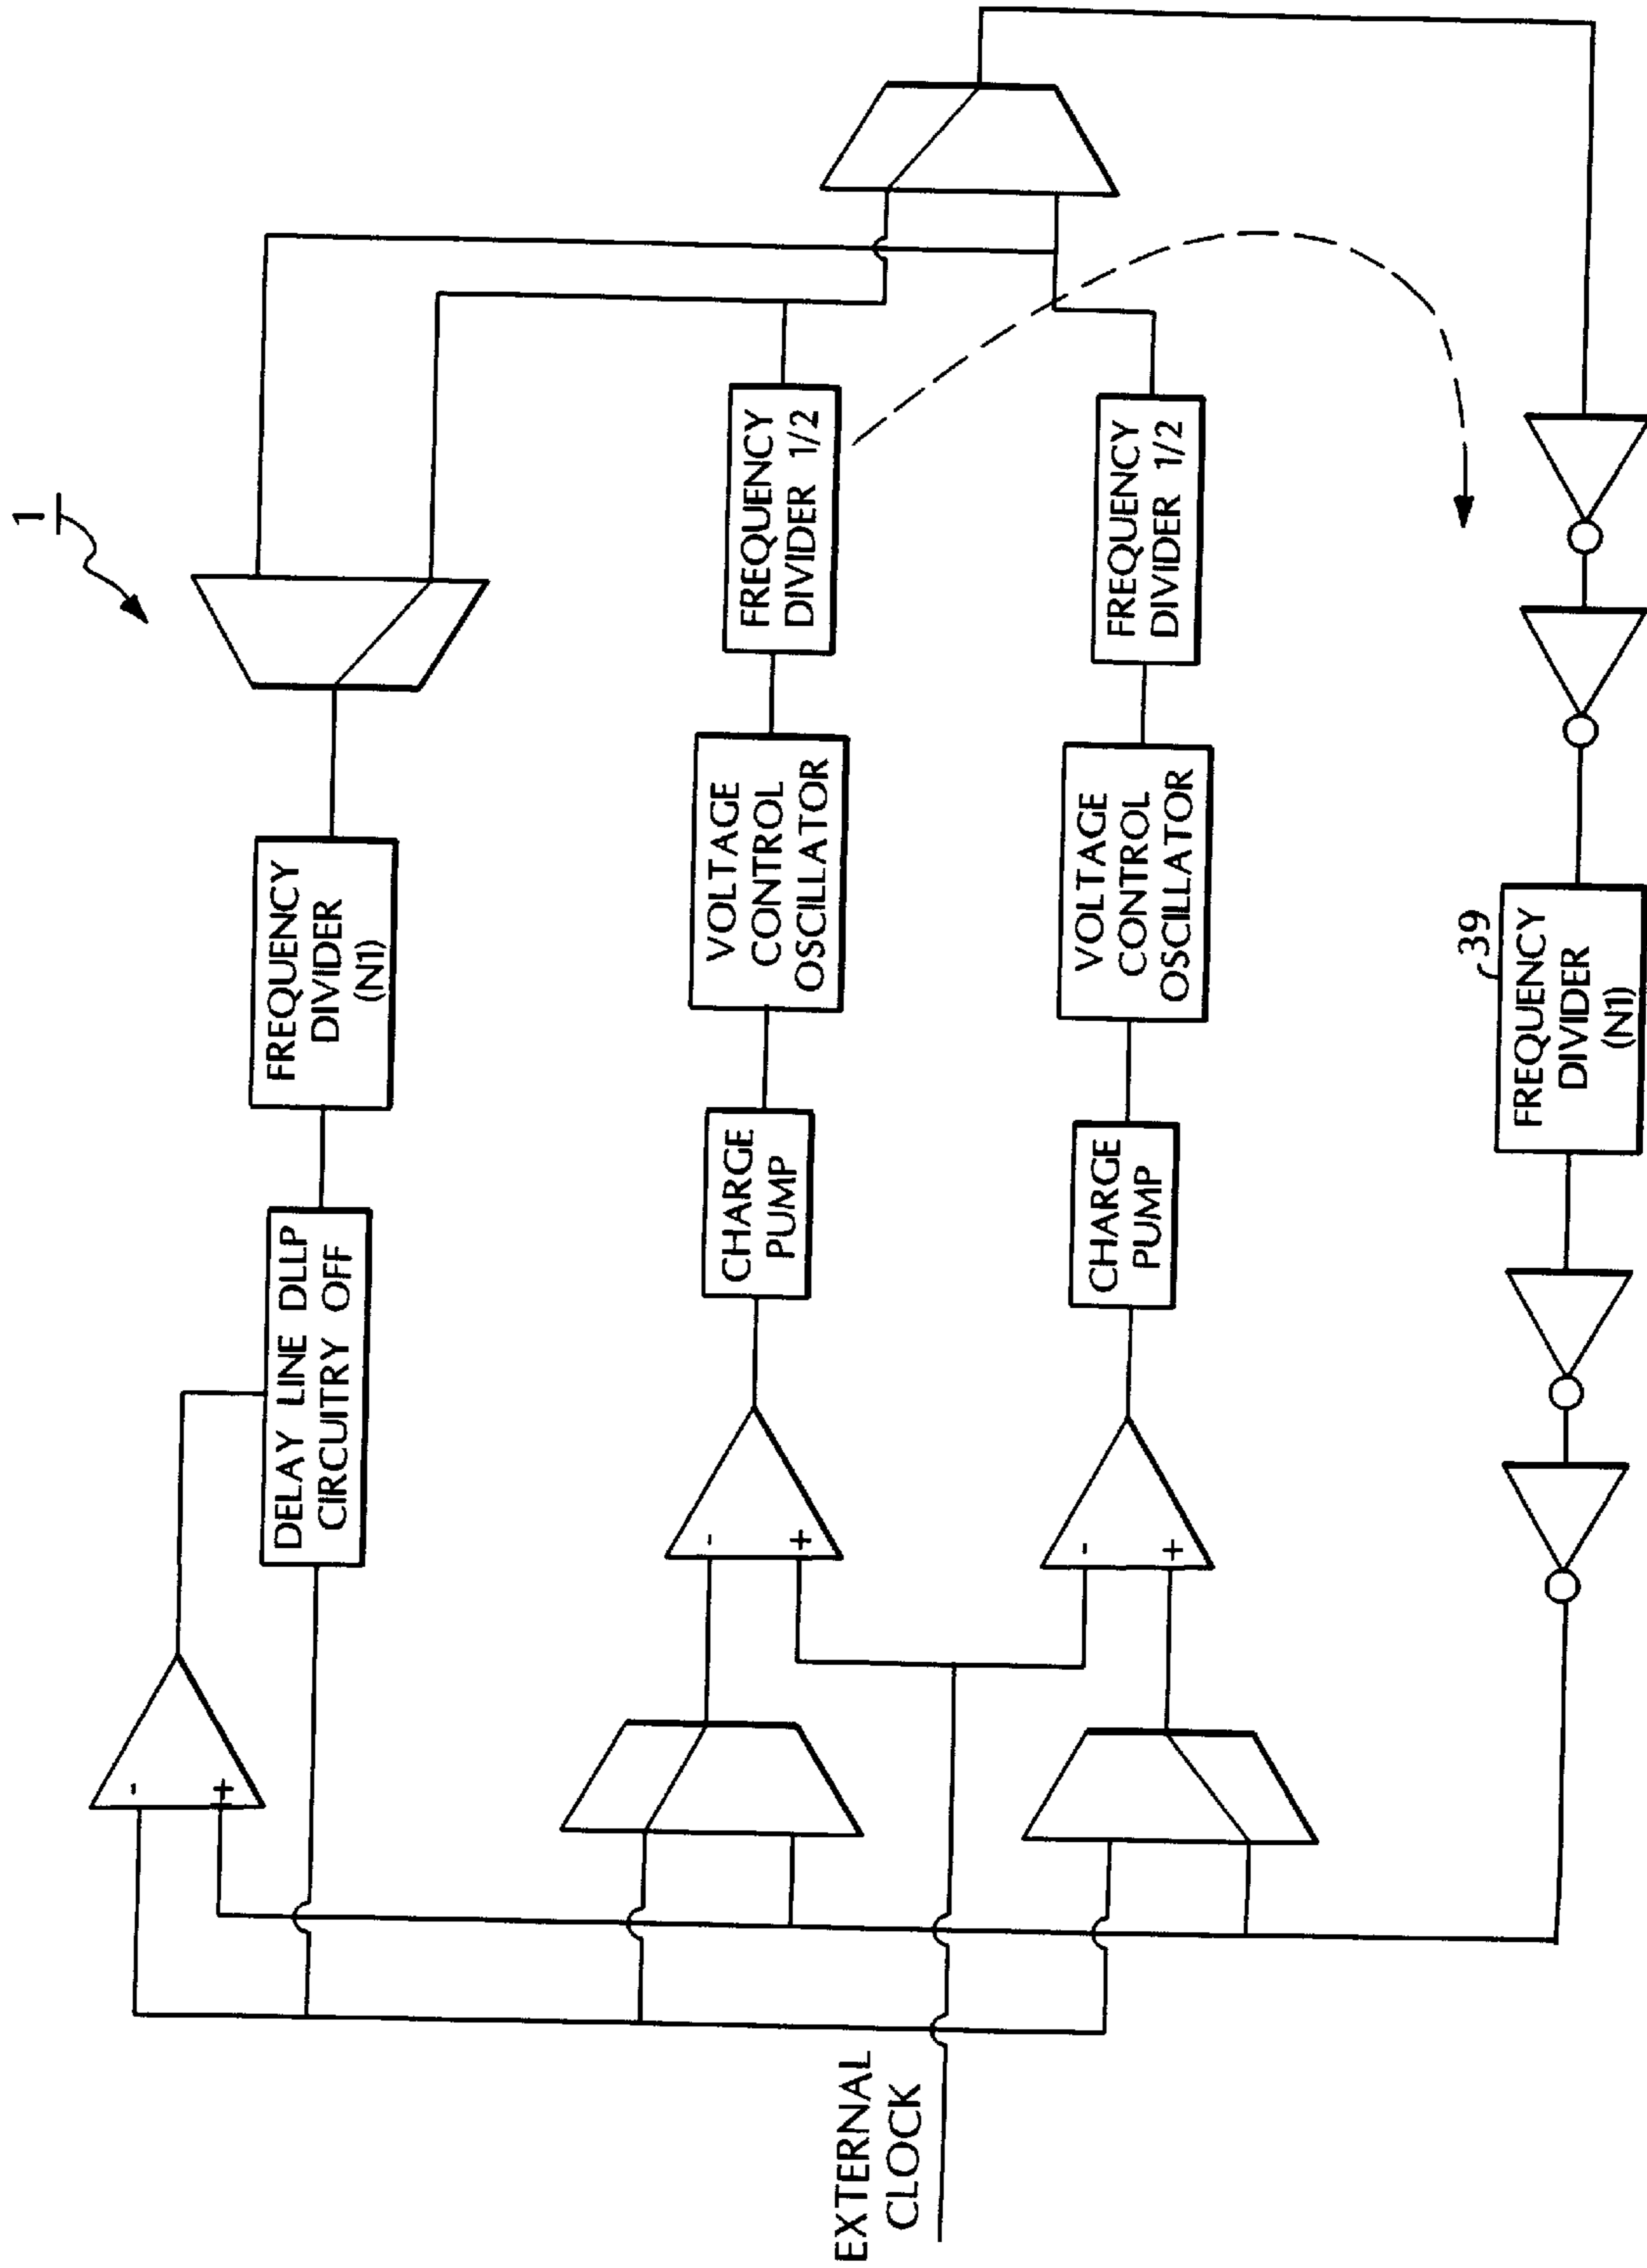 1
DELAY LINE DLLP
CIRCUITRY OFF
FREQUENCY
DIVIDER
(N1)
-
+
CHARGE
PUMP
VOLTAGE
CONTROL
OSCILLATOR
FREQUENCY
DIVIDER 1/2
-
+
EXTERNAL
CLOCK
CHARGE
PUMP
VOLTAGE
CONTROL
OSCILLATOR
FREQUENCY
DIVIDER 1/2
-
+
39
FREQUENCY
DIVIDER
(N1)